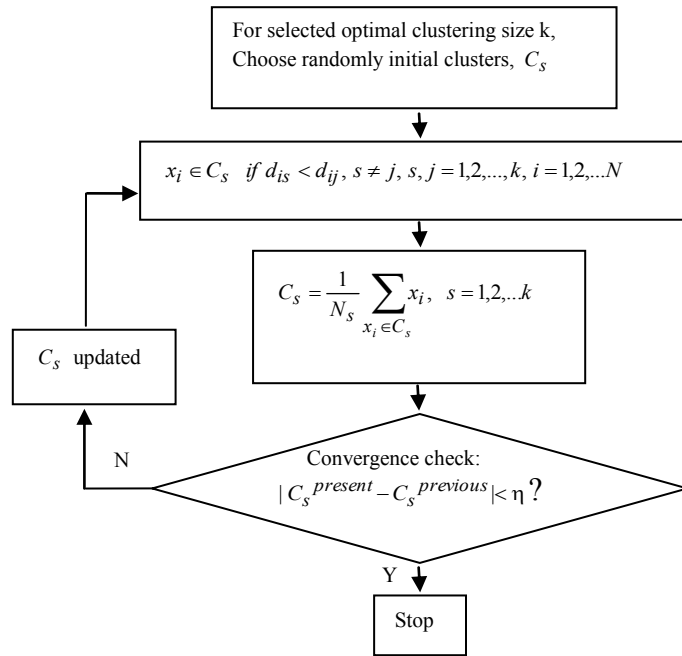 For selected optimal clustering size k,
Choose randomly initial clusters, C_s
x_i ∈ C_s if d_is < d_ij, s ≠ j, s, j = 1,2,...,k, i = 1,2,...N
C_s = 1/N_s ∑_{x_i ∈ C_s} x_i, s = 1,2,...k
C_s updated
N
Convergence check:
| C_s^present − C_s^previous |< η ?
Y
Stop